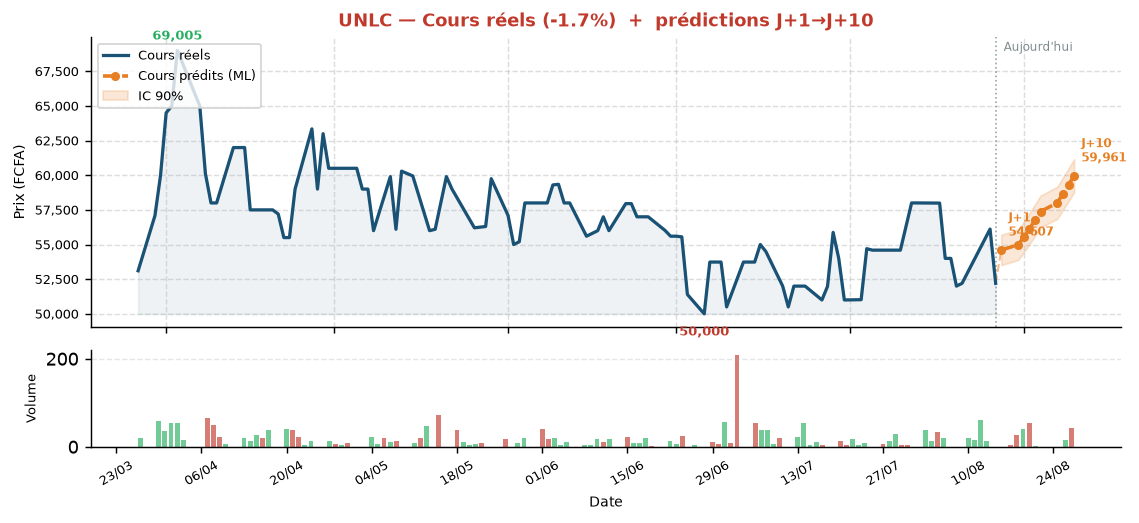 UNLC — Cours réels (-1.7%)  +  prédictions J+1→J+10
69,005
Cours réels
Cours prédits (ML)
IC 90%
Aujourd'hui
J+10
59,961
J+1
54,607
50,000
Prix (FCFA)
67,500
65,000
62,500
60,000
57,500
55,000
52,500
50,000
Volume
200
0
23/03
06/04
20/04
04/05
18/05
01/06
15/06
29/06
13/07
27/07
10/08
24/08
Date